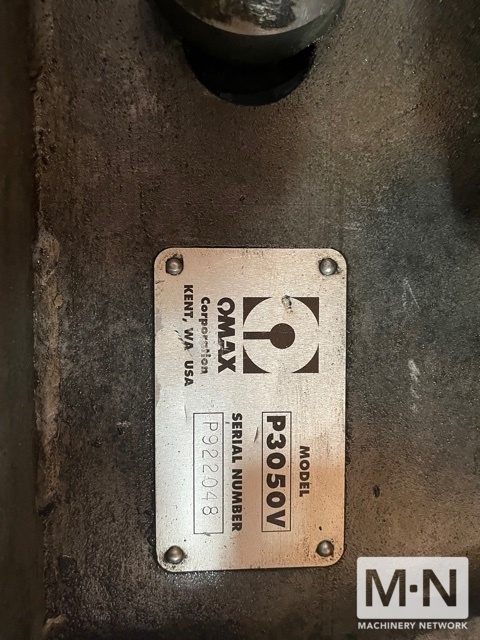 OMAX
Corporation
KENT, WA USA
MODEL
P3050V
SERIAL NUMBER
P922048
M·N
MACHINERY NETWORK